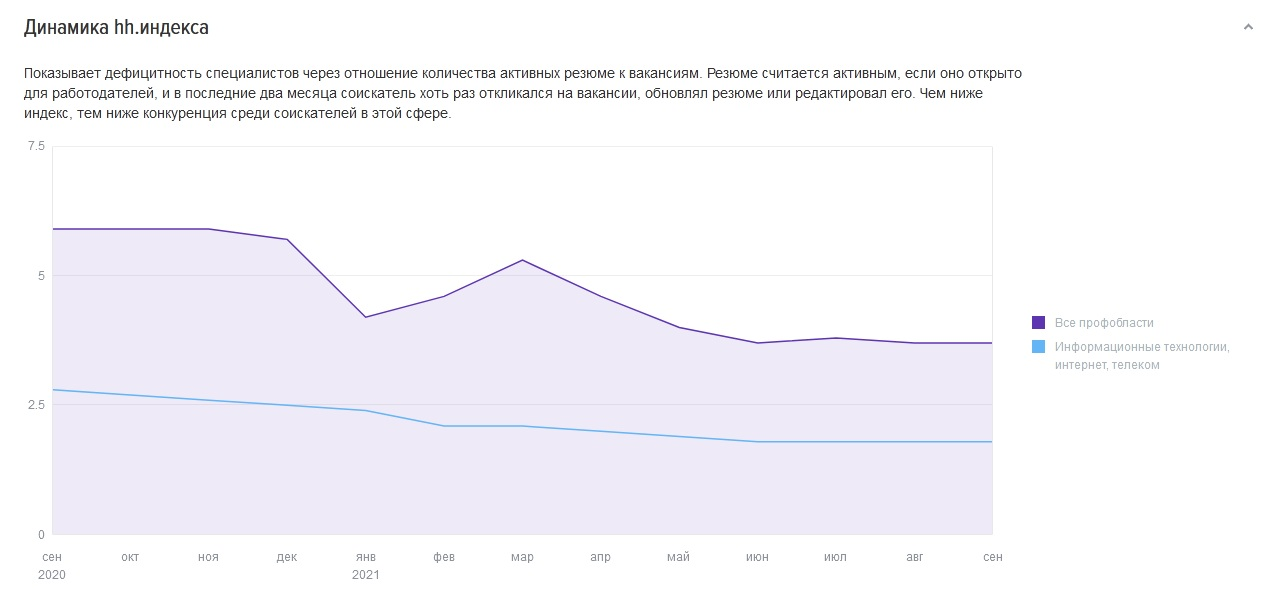 Динамика hh.индекса
Показывает дефицитность специалистов через отношение количества активных резюме к вакансиям. Резюме считается активным, если оно открыто
для работодателей, и в последние два месяца соискатель хоть раз откликался на вакансии, обновлял резюме или редактировал его. Чем ниже
индекс, тем ниже конкуренция среди соискателей в этой сфере.
7.5
5
2.5
0
сен окт ноя дек янв фев мар апр май июн июл авг сен
2020 2021
Все профобласти
Информационные технологии,
интернет, телеком